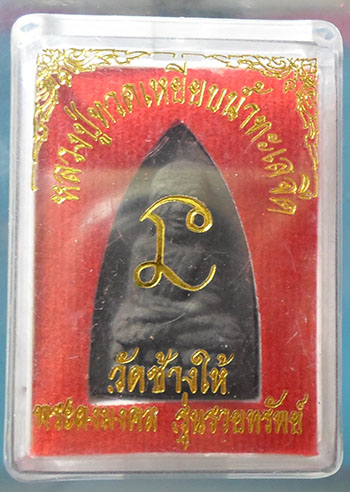 หลวงปู่ทวดเหยียบน้ำทะเลจืด
วัดช้างให้
พระดงมงคล รุ่นรวยทรัพย์